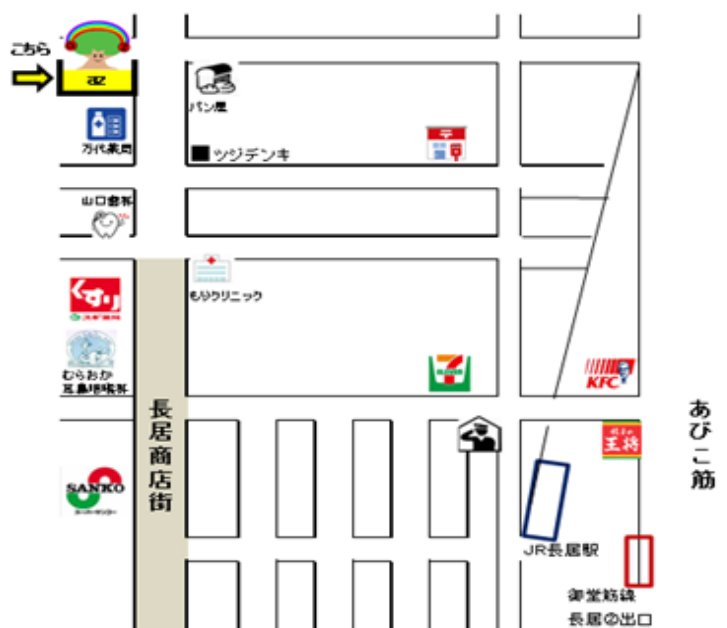 こちら
az
万代薬局
パン屋
ツジデンキ
山口歯科
くすり
もりクリニック
むらおか
耳鼻咽喉科
KFC
長居商店街
あびこ筋
王将
SANKO
JR長居駅
御堂筋線
長居②出口